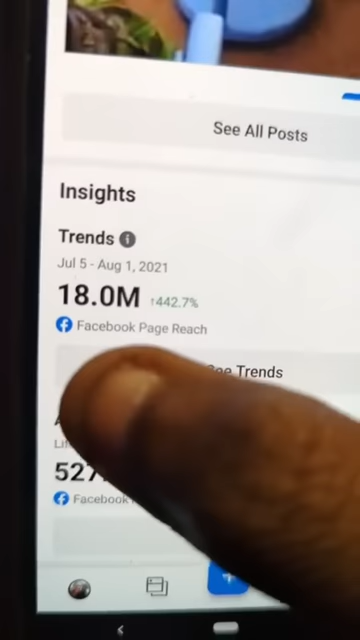 See All Posts
Insights
Trends
Jul 5 - Aug 1, 2021
18.0M ↑442.7%
Facebook Page Reach
See Trends
Facebook